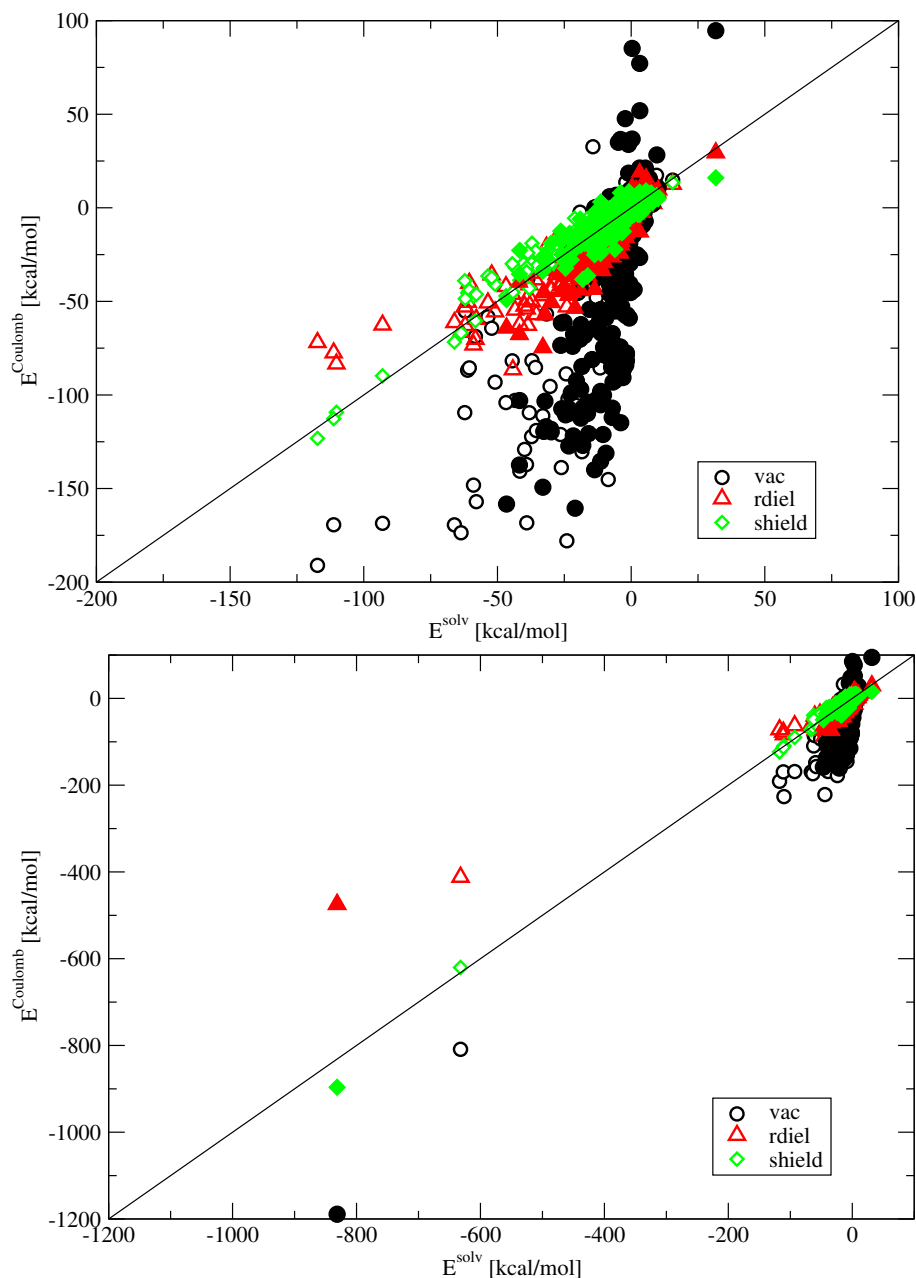 100
50
0
-50
-100
-150
-200
-200 -150 -100 -50 0 50 100
E^Coulomb [kcal/mol]
E^solv [kcal/mol]
vac
rdiel
shield
0
-200
-400
-600
-800
-1000
-1200
-1200 -1000 -800 -600 -400 -200 0
E^Coulomb [kcal/mol]
E^solv [kcal/mol]
vac
rdiel
shield